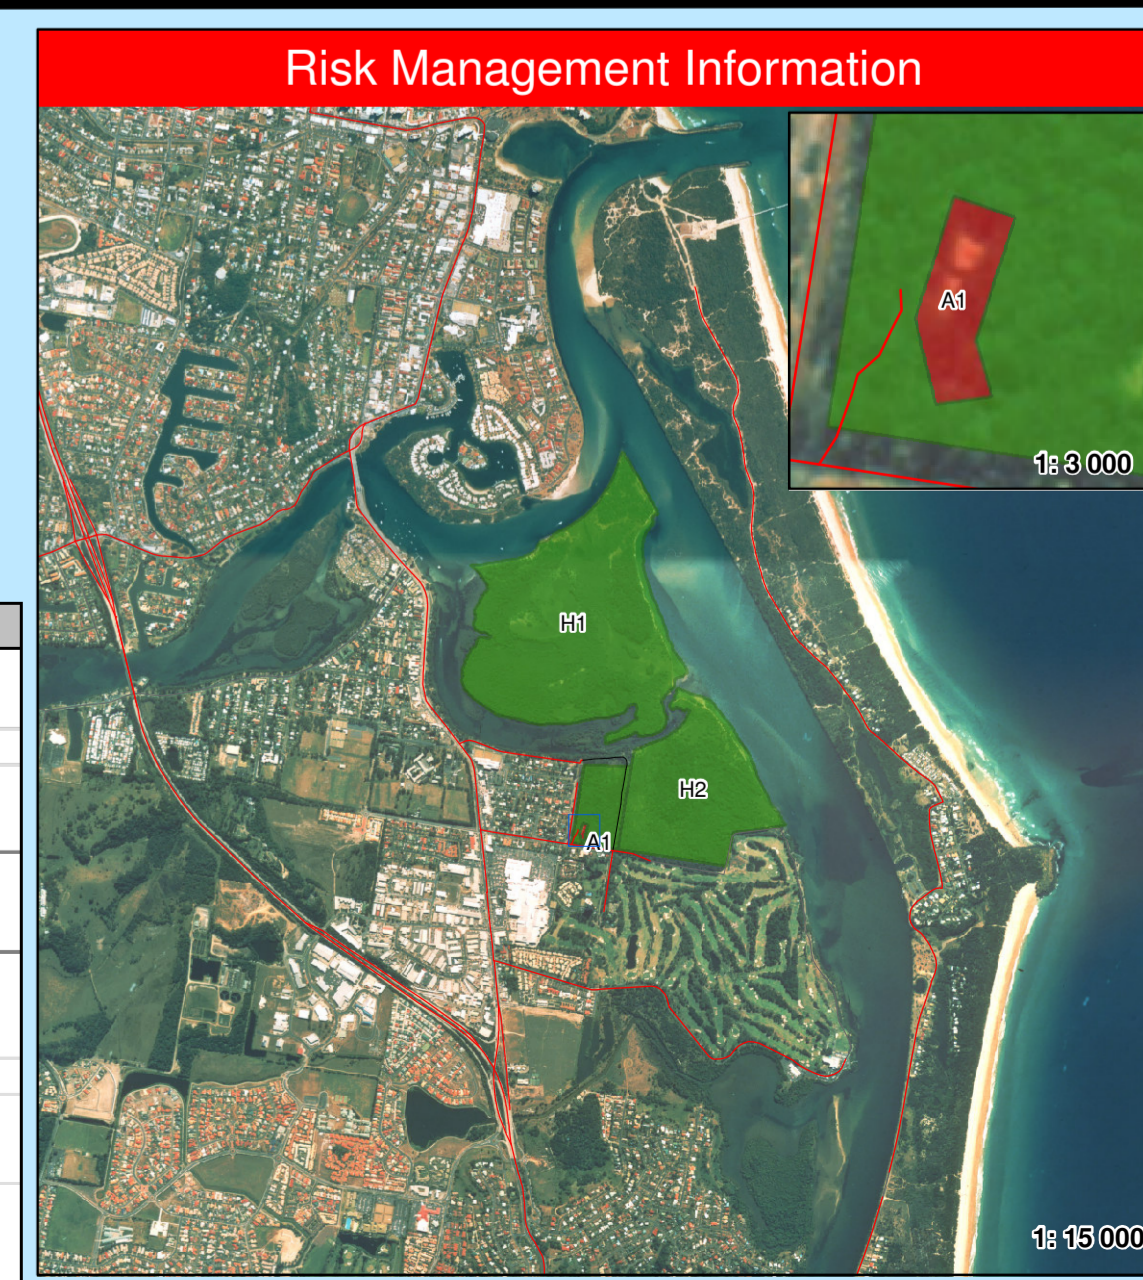 Risk Management Information
A1
1: 3 000
H1
H2
A1
1: 15 000